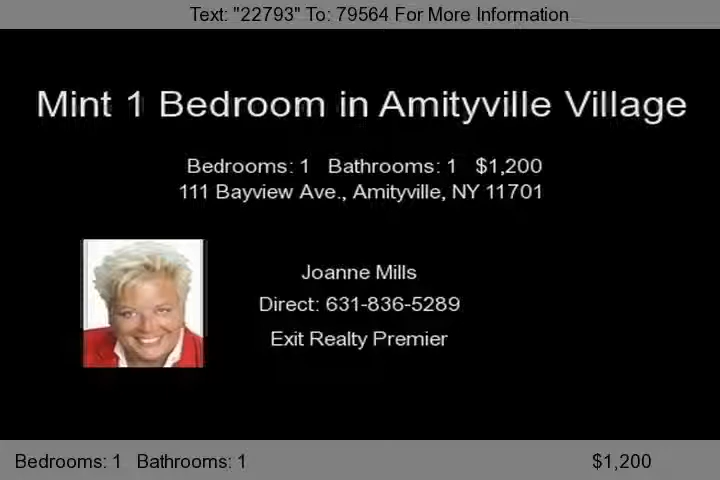 Text: "22793" To: 79564 For More Information
Mint 1 Bedroom in Amityville Village
Bedrooms: 1 Bathrooms: 1 $1,200
111 Bayview Ave., Amityville, NY 11701
Joanne Mills
Direct: 631-836-5289
Exit Realty Premier
Bedrooms: 1 Bathrooms: 1 $1,200